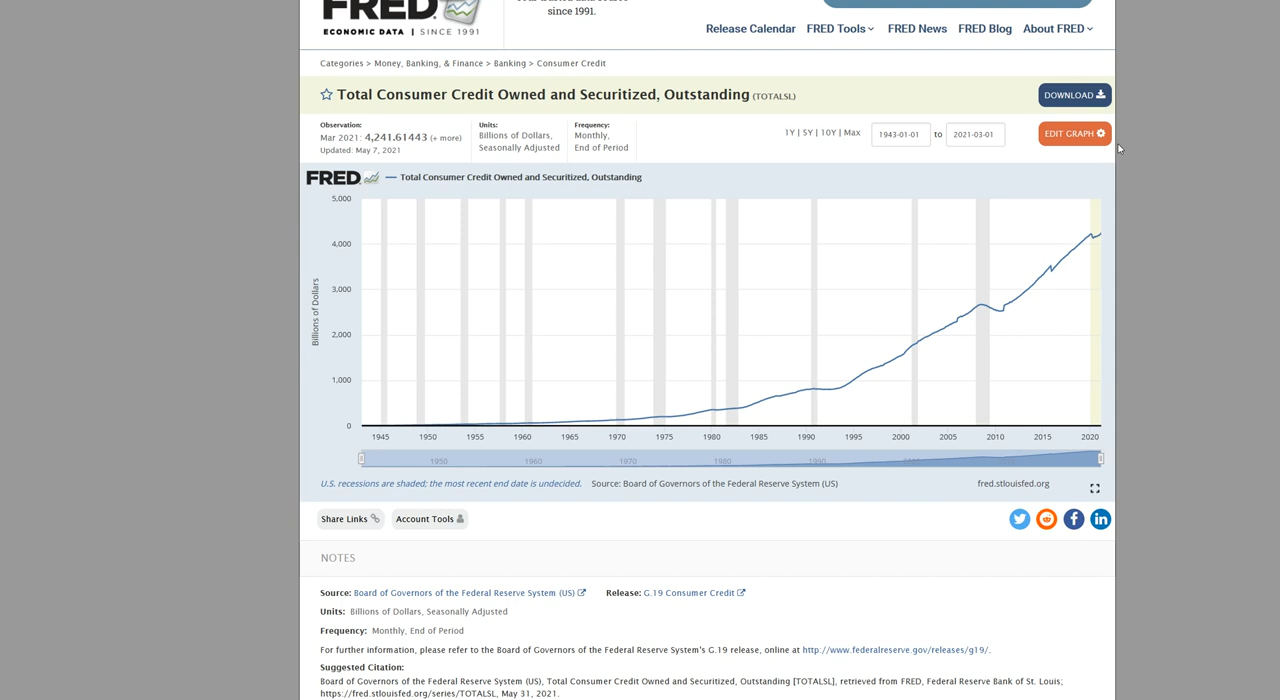 FRED
ECONOMIC DATA | SINCE 1991
since 1991.
Release Calendar FRED Tools FRED News FRED Blog About FRED
Categories > Money, Banking, & Finance > Banking > Consumer Credit
Total Consumer Credit Owned and Securitized, Outstanding (TOTALSL)
DOWNLOAD
Observation:
Mar 2021: 4,241.61443 (+ more)
Updated: May 7, 2021
Units:
Billions of Dollars,
Seasonally Adjusted
Frequency:
Monthly,
End of Period
1Y | 5Y | 10Y | Max
1943-01-01 to 2021-03-01
EDIT GRAPH
FRED
Total Consumer Credit Owned and Securitized, Outstanding
5,000
4,000
3,000
2,000
1,000
0
Billions of Dollars
1945 1950 1955 1960 1965 1970 1975 1980 1985 1990 1995 2000 2005 2010 2015 2020
1950 1960 1970 1980 1990
U.S. recessions are shaded; the most recent end date is undecided. Source: Board of Governors of the Federal Reserve System (US) fred.stlouisfed.org
Share Links Account Tools
NOTES
Source: Board of Governors of the Federal Reserve System (US) Release: G.19 Consumer Credit
Units: Billions of Dollars, Seasonally Adjusted
Frequency: Monthly, End of Period
For further information, please refer to the Board of Governors of the Federal Reserve System's G.19 release, online at http://www.federalreserve.gov/releases/g19/.
Suggested Citation:
Board of Governors of the Federal Reserve System (US), Total Consumer Credit Owned and Securitized, Outstanding [TOTALSL], retrieved from FRED, Federal Reserve Bank of St. Louis;
https://fred.stlouisfed.org/series/TOTALSL, May 31, 2021.